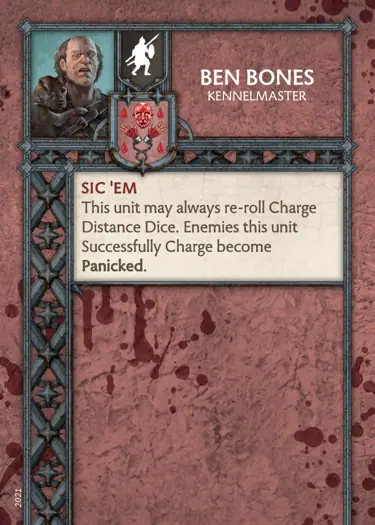 BEN BONES
KENNELMASTER
SIC 'EM
This unit may always re-roll Charge
Distance Dice. Enemies this unit
Successfully Charge become
Panicked.
2021